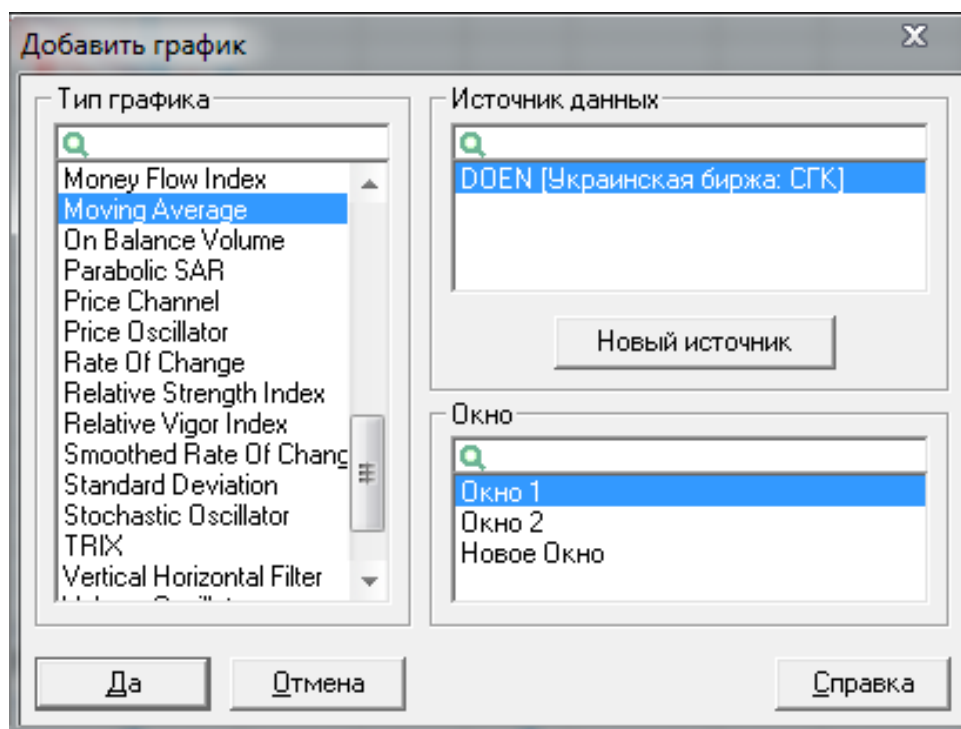 Добавить график
Тип графика
Money Flow Index
Moving Average
On Balance Volume
Parabolic SAR
Price Channel
Price Oscillator
Rate Of Change
Relative Strength Index
Relative Vigor Index
Smoothed Rate Of Chang
Standard Deviation
Stochastic Oscillator
TRIX
Vertical Horizontal Filter
Источник данных
DOEN [Украинская биржа: СГК]
Новый источник
Окно
Окно 1
Окно 2
Новое Окно
Да
Отмена
Справка